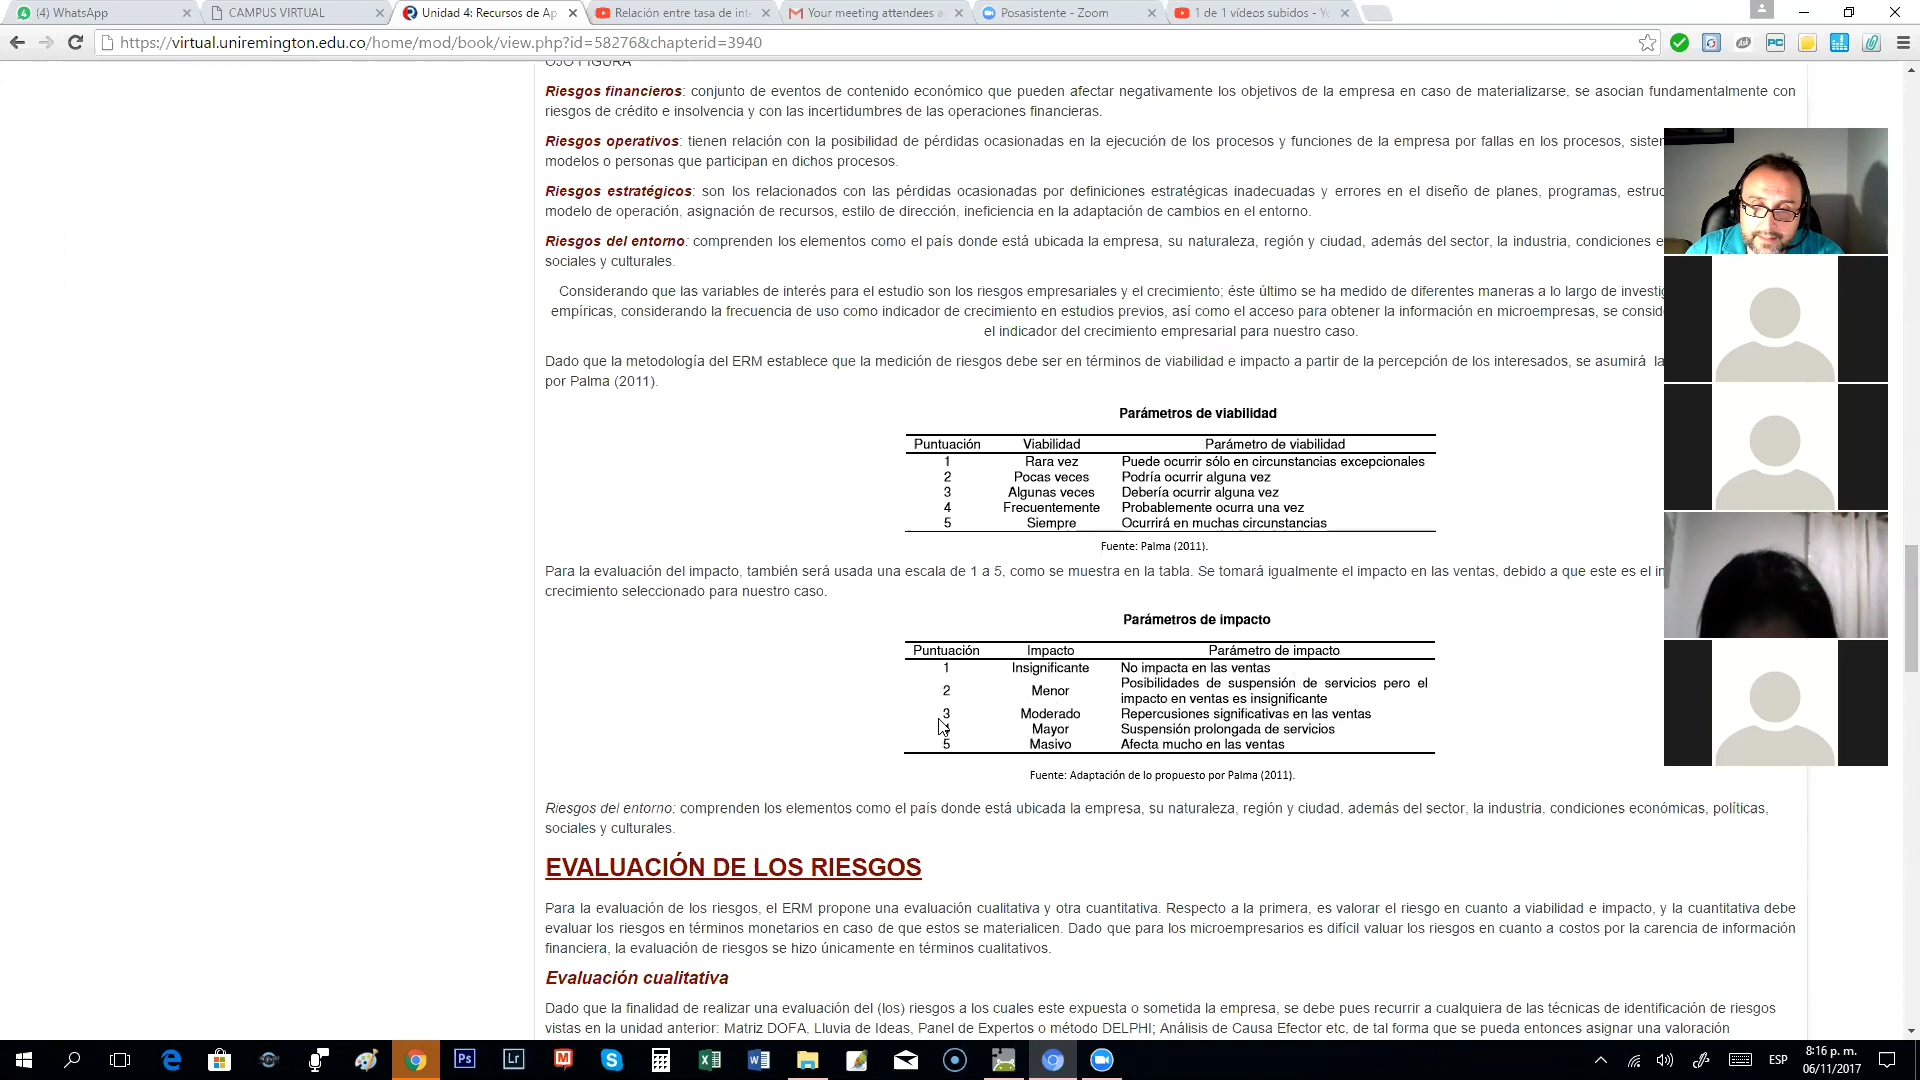 (4) WhatsApp
CAMPUS VIRTUAL
Unidad 4: Recursos de Ap
Relación entre tasa de int
Your meeting attendees a
Posasistente - Zoom
1 de 1 vídeos subidos - Yo
https://virtual.uniremington.edu.co/home/mod/book/view.php?id=58276&chapterid=3940
OJO FIGURA
Riesgos financieros: conjunto de eventos de contenido económico que pueden afectar negativamente los objetivos de la empresa en caso de materializarse, se asocian fundamentalmente con
riesgos de crédito e insolvencia y con las incertidumbres de las operaciones financieras.
Riesgos operativos: tienen relación con la posibilidad de pérdidas ocasionadas en la ejecución de los procesos y funciones de la empresa por fallas en los procesos, sistem
modelos o personas que participan en dichos procesos.
Riesgos estratégicos: son los relacionados con las pérdidas ocasionadas por definiciones estratégicas inadecuadas y errores en el diseño de planes, programas, estruc
modelo de operación, asignación de recursos, estilo de dirección, ineficiencia en la adaptación de cambios en el entorno.
Riesgos del entorno: comprenden los elementos como el país donde está ubicada la empresa, su naturaleza, región y ciudad, además del sector, la industria, condiciones e
sociales y culturales.
Considerando que las variables de interés para el estudio son los riesgos empresariales y el crecimiento; éste último se ha medido de diferentes maneras a lo largo de investig
empíricas, considerando la frecuencia de uso como indicador de crecimiento en estudios previos, así como el acceso para obtener la información en microempresas, se consid
el indicador del crecimiento empresarial para nuestro caso.
Dado que la metodología del ERM establece que la medición de riesgos debe ser en términos de viabilidad e impacto a partir de la percepción de los interesados, se asumirá la
por Palma (2011).
Parámetros de viabilidad
Puntuación Viabilidad Parámetro de viabilidad
1 Rara vez Puede ocurrir sólo en circunstancias excepcionales
2 Pocas veces Podría ocurrir alguna vez
3 Algunas veces Debería ocurrir alguna vez
4 Frecuentemente Probablemente ocurra una vez
5 Siempre Ocurrirá en muchas circunstancias
Fuente: Palma (2011).
Para la evaluación del impacto, también será usada una escala de 1 a 5, como se muestra en la tabla. Se tomará igualmente el impacto en las ventas, debido a que este es el in
crecimiento seleccionado para nuestro caso.
Parámetros de impacto
Puntuación Impacto Parámetro de impacto
1 Insignificante No impacta en las ventas
2 Menor Posibilidades de suspensión de servicios pero el
impacto en ventas es insignificante
3 Moderado Repercusiones significativas en las ventas
4 Mayor Suspensión prolongada de servicios
5 Masivo Afecta mucho en las ventas
Fuente: Adaptación de lo propuesto por Palma (2011).
Riesgos del entorno: comprenden los elementos como el país donde está ubicada la empresa, su naturaleza, región y ciudad, además del sector, la industria, condiciones económicas, políticas,
sociales y culturales.
EVALUACIÓN DE LOS RIESGOS
Para la evaluación de los riesgos, el ERM propone una evaluación cualitativa y otra cuantitativa. Respecto a la primera, es valorar el riesgo en cuanto a viabilidad e impacto, y la cuantitativa debe
evaluar los riesgos en términos monetarios en caso de que estos se materialicen. Dado que para los microempresarios es difícil valuar los riesgos en cuanto a costos por la carencia de información
financiera, la evaluación de riesgos se hizo únicamente en términos cualitativos.
Evaluación cualitativa
Dado que la finalidad de realizar una evaluación del (los) riesgos a los cuales este expuesta o sometida la empresa, se debe pues recurrir a cualquiera de las técnicas de identificación de riesgos
vistas en la unidad anterior: Matriz DOFA, Lluvia de Ideas, Panel de Expertos o método DELPHI; Análisis de Causa Efector etc, de tal forma que se pueda entonces asignar una valoración
ESP
8:16 p. m.
06/11/2017